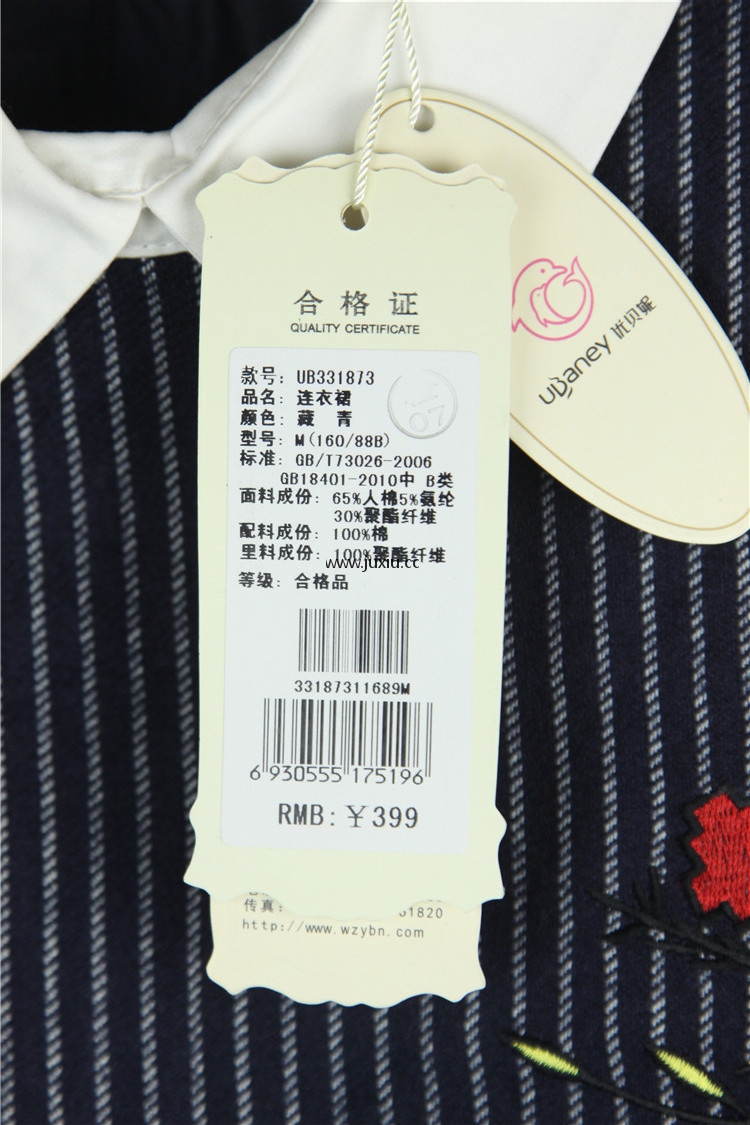 合格证
QUALITY CERTIFICATE
款号: UB331873
品名: 连衣裙
颜色: 藏 青
型号: M(160/88B)
标准: GB/T73026-2006
GB18401-2010中 B类
面料成份: 65%人棉5%氨纶
30%聚酯纤维
配料成份: 100%棉
里料成份: 100%聚酯纤维
www.juxiu.cc
等级: 合格品
33187311689M
6 930555 175196
RMB: ￥399
传真:
61820
http://www.wzybn.com
uBaney 优贝妮
07